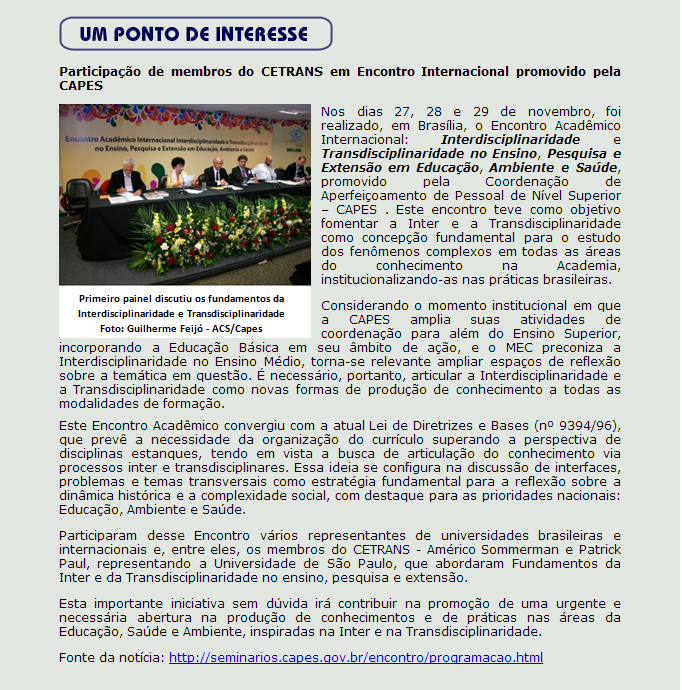 UM PONTO DE INTERESSE
Participação de membros do CETRANS em Encontro Internacional promovido pela
CAPES
Encontro Acadêmico Internacional Interdisciplinaridade e Transdisciplinaridade
no Ensino, Pesquisa e Extensão em Educação, Ambiente e Saúde
Primeiro painel discutiu os fundamentos da
Interdisciplinaridade e Transdisciplinaridade
Foto: Guilherme Feijó - ACS/Capes
Nos dias 27, 28 e 29 de novembro, foi
realizado, em Brasília, o Encontro Acadêmico
Internacional: Interdisciplinaridade e
Transdisciplinaridade no Ensino, Pesquisa e
Extensão em Educação, Ambiente e Saúde,
promovido pela Coordenação de
Aperfeiçoamento de Pessoal de Nível Superior
– CAPES . Este encontro teve como objetivo
fomentar a Inter e a Transdisciplinaridade
como concepção fundamental para o estudo
dos fenômenos complexos em todas as áreas
do conhecimento na Academia,
institucionalizando-as nas práticas brasileiras.
Considerando o momento institucional em que
a CAPES amplia suas atividades de
coordenação para além do Ensino Superior,
incorporando a Educação Básica em seu âmbito de ação, e o MEC preconiza a
Interdisciplinaridade no Ensino Médio, torna-se relevante ampliar espaços de reflexão
sobre a temática em questão. É necessário, portanto, articular a Interdisciplinaridade e
a Transdisciplinaridade como novas formas de produção de conhecimento a todas as
modalidades de formação.
Este Encontro Acadêmico convergiu com a atual Lei de Diretrizes e Bases (nº 9394/96),
que prevê a necessidade da organização do currículo superando a perspectiva de
disciplinas estanques, tendo em vista a busca de articulação do conhecimento via
processos inter e transdisciplinares. Essa ideia se configura na discussão de interfaces,
problemas e temas transversais como estratégia fundamental para a reflexão sobre a
dinâmica histórica e a complexidade social, com destaque para as prioridades nacionais:
Educação, Ambiente e Saúde.
Participaram desse Encontro vários representantes de universidades brasileiras e
internacionais e, entre eles, os membros do CETRANS - Américo Sommerman e Patrick
Paul, representando a Universidade de São Paulo, que abordaram Fundamentos da
Inter e da Transdisciplinaridade no ensino, pesquisa e extensão.
Esta importante iniciativa sem dúvida irá contribuir na promoção de uma urgente e
necessária abertura na produção de conhecimentos e de práticas nas áreas da
Educação, Saúde e Ambiente, inspiradas na Inter e na Transdisciplinaridade.
Fonte da notícia: http://seminarios.capes.gov.br/encontro/programacao.html